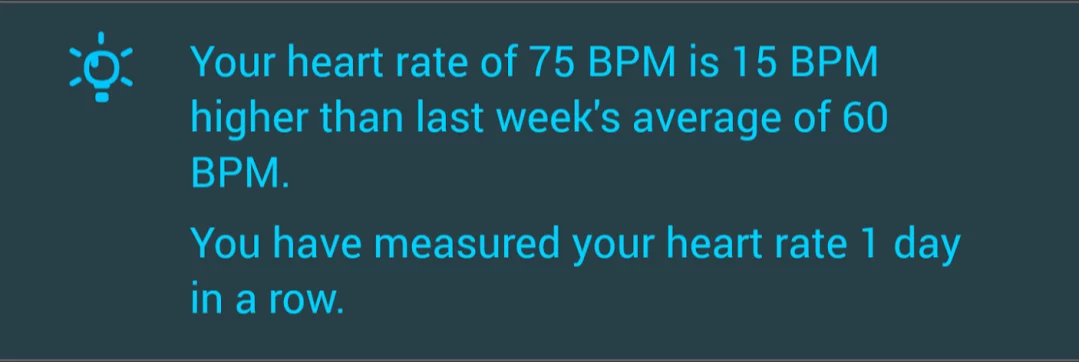 Your heart rate of 75 BPM is 15 BPM
higher than last week's average of 60
BPM.
You have measured your heart rate 1 day
in a row.